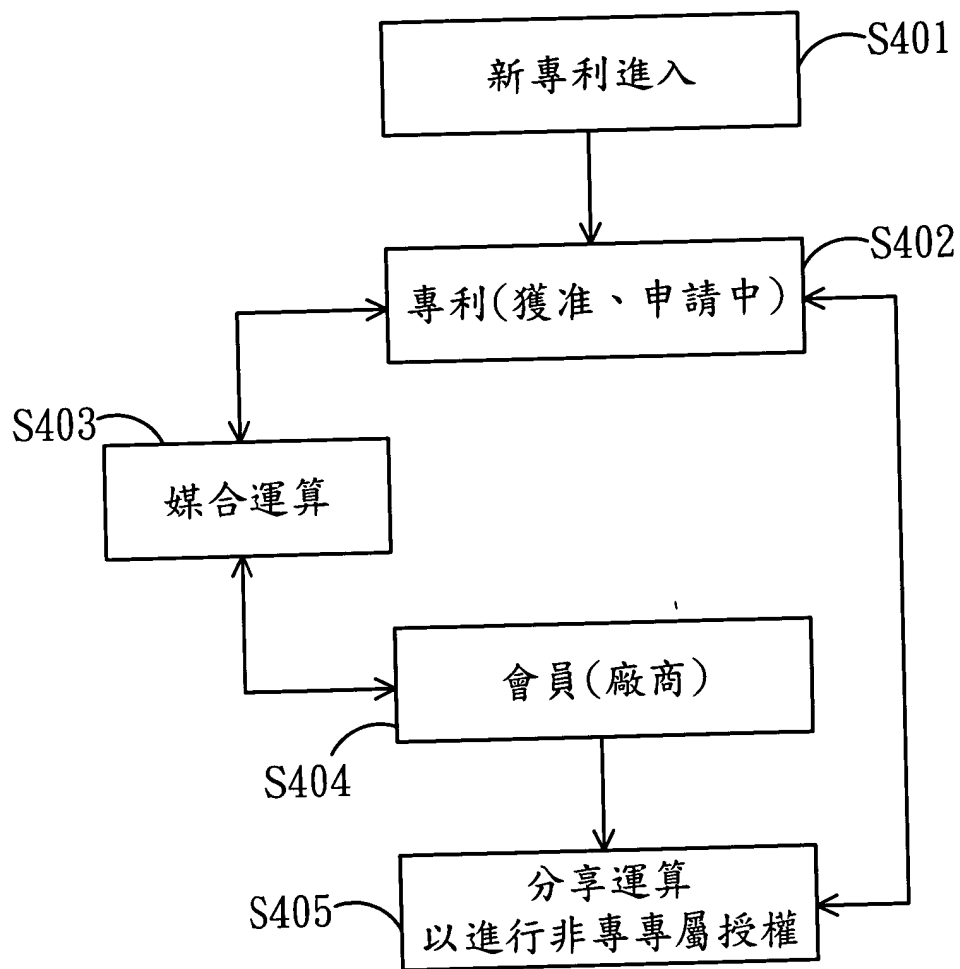 新專利進入
S401
專利(獲准、申請中)
S402
S403
媒合運算
會員(廠商)
S404
分享運算
以進行非專專屬授權
S405